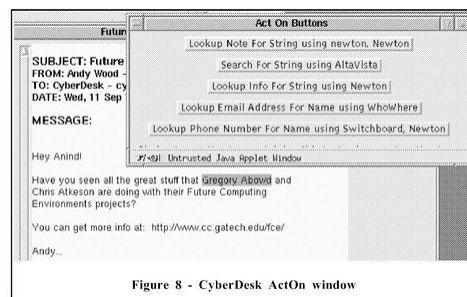 Act On Buttons
Futur
Lookup Note For String using newton, Newton
Search For String using AltaVista
Lookup Info For String using Newton
Lookup Email Address For Name using WhoWhere
Lookup Phone Number For Name using Switchboard, Newton
Untrusted Java Applet Window
SUBJECT: Future
FROM: Andy Wood -
TO: CyberDesk - cy
DATE: Wed, 11 Sep
MESSAGE:
Hey Anind!
Have you seen all the great stuff that Gregory Abowd and
Chris Atkeson are doing with their Future Computing
Environments projects?
You can get more info at: http://www.cc.gatech.edu/fce/
Andy...
Figure 8 - CyberDesk ActOn window